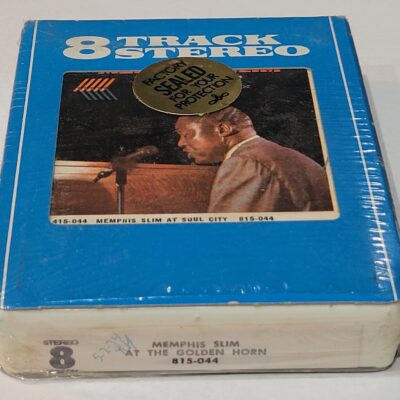 8 TRACK
STEREO
FACTORY
SEALED
FOR YOUR
PROTECTION
415-044 MEMPHIS SLIM AT SOUL CITY 815-044
STEREO
8
MEMPHIS SLIM
AT THE GOLDEN HORN
815-044